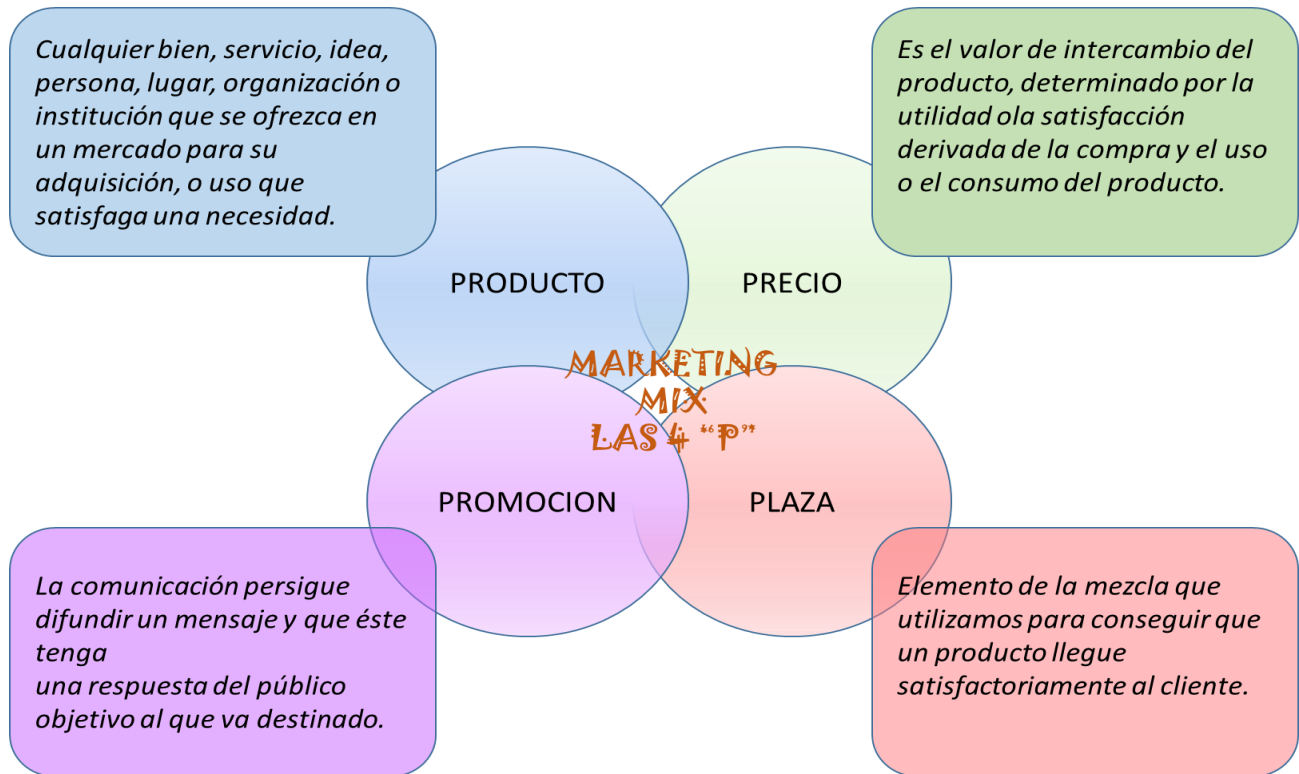 Cualquier bien, servicio, idea,
persona, lugar, organización o
institución que se ofrezca en
un mercado para su
adquisición, o uso que
satisfaga una necesidad.
Es el valor de intercambio del
producto, determinado por la
utilidad ola satisfacción
derivada de la compra y el uso
o el consumo del producto.
PRODUCTO
PRECIO
MARKETING
MIX
LAS 4 “P”
PROMOCION
PLAZA
La comunicación persigue
difundir un mensaje y que éste
tenga
una respuesta del público
objetivo al que va destinado.
Elemento de la mezcla que
utilizamos para conseguir que
un producto llegue
satisfactoriamente al cliente.